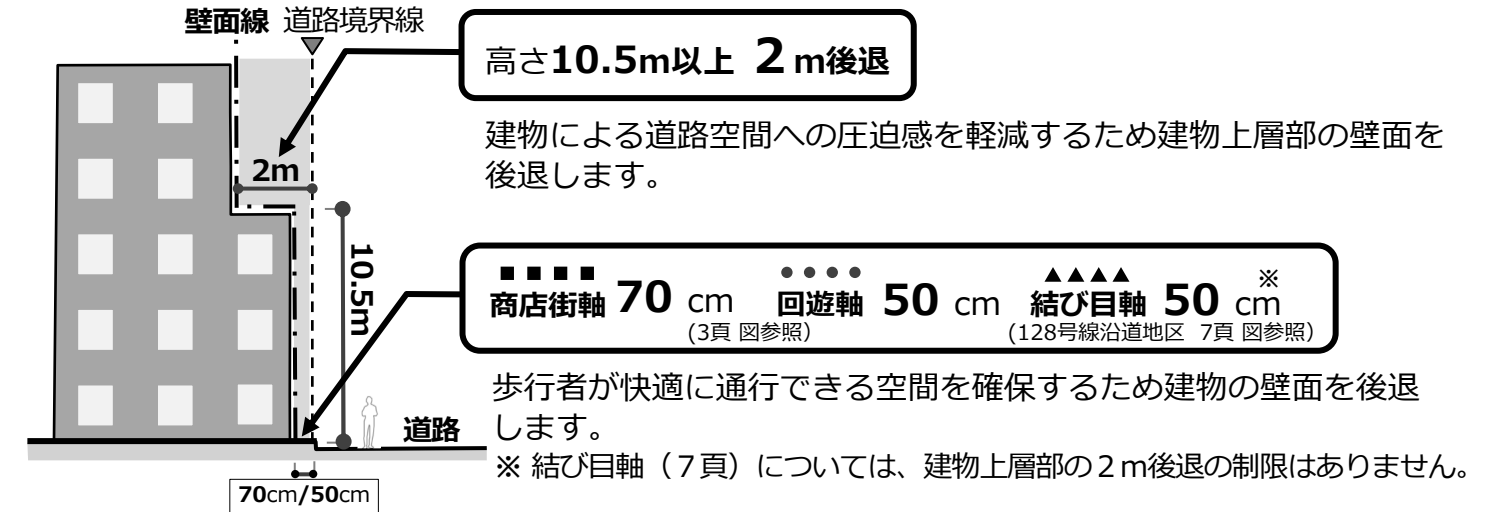 壁面線 道路境界線
高さ10.5m以上 2m後退
建物による道路空間への圧迫感を軽減するため建物上層部の壁面を
後退します。
2m
10.5m
商店街軸 70 cm 回遊軸 50 cm 結び目軸 50 cm※
(3頁 図参照) (128号線沿道地区 7頁 図参照)
歩行者が快適に通行できる空間を確保するため建物の壁面を後退
します。
道路
※ 結び目軸（7頁）については、建物上層部の2m後退の制限はありません。
70cm/50cm